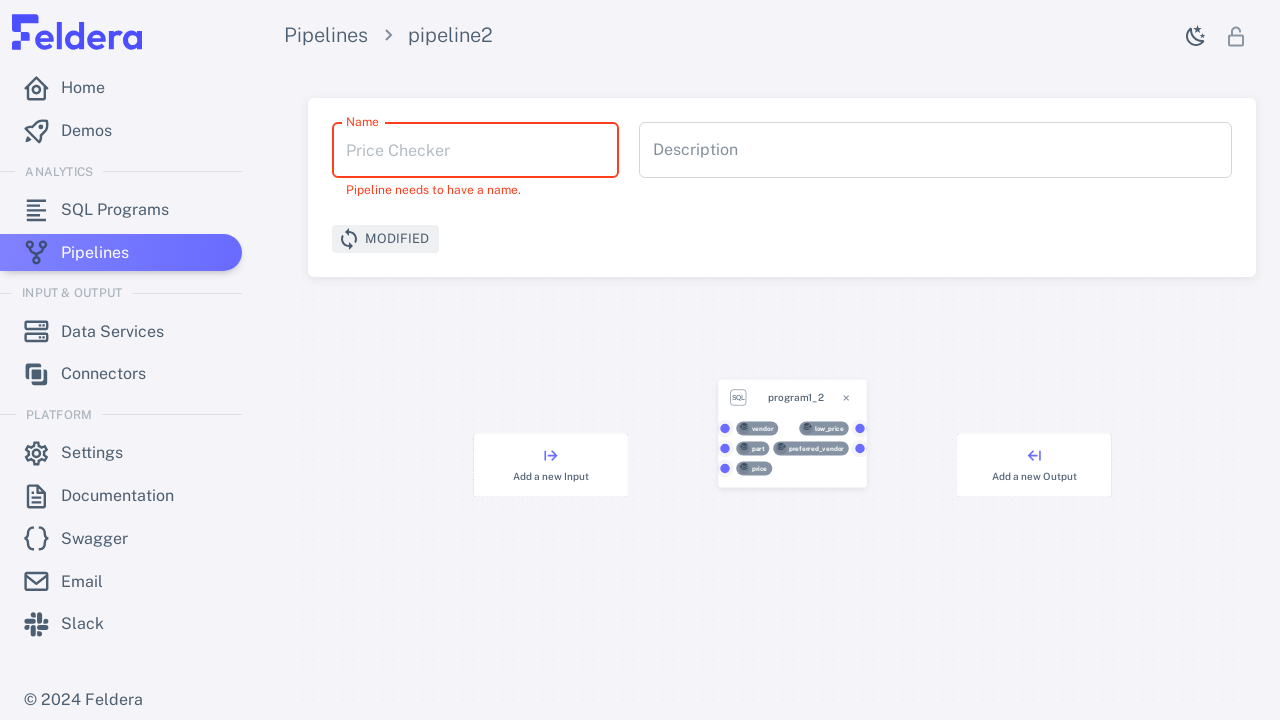 Feldera
Pipelines > pipeline2
Home
Demos
ANALYTICS
SQL Programs
Pipelines
INPUT & OUTPUT
Data Services
Connectors
PLATFORM
Settings
Documentation
Swagger
Email
Slack
© 2024 Feldera
Name
Price Checker
Pipeline needs to have a name.
Description
MODIFIED
Add a new Input
SQL program1_2 ×
vendor low_price
part preferred_vendor
price
Add a new Output